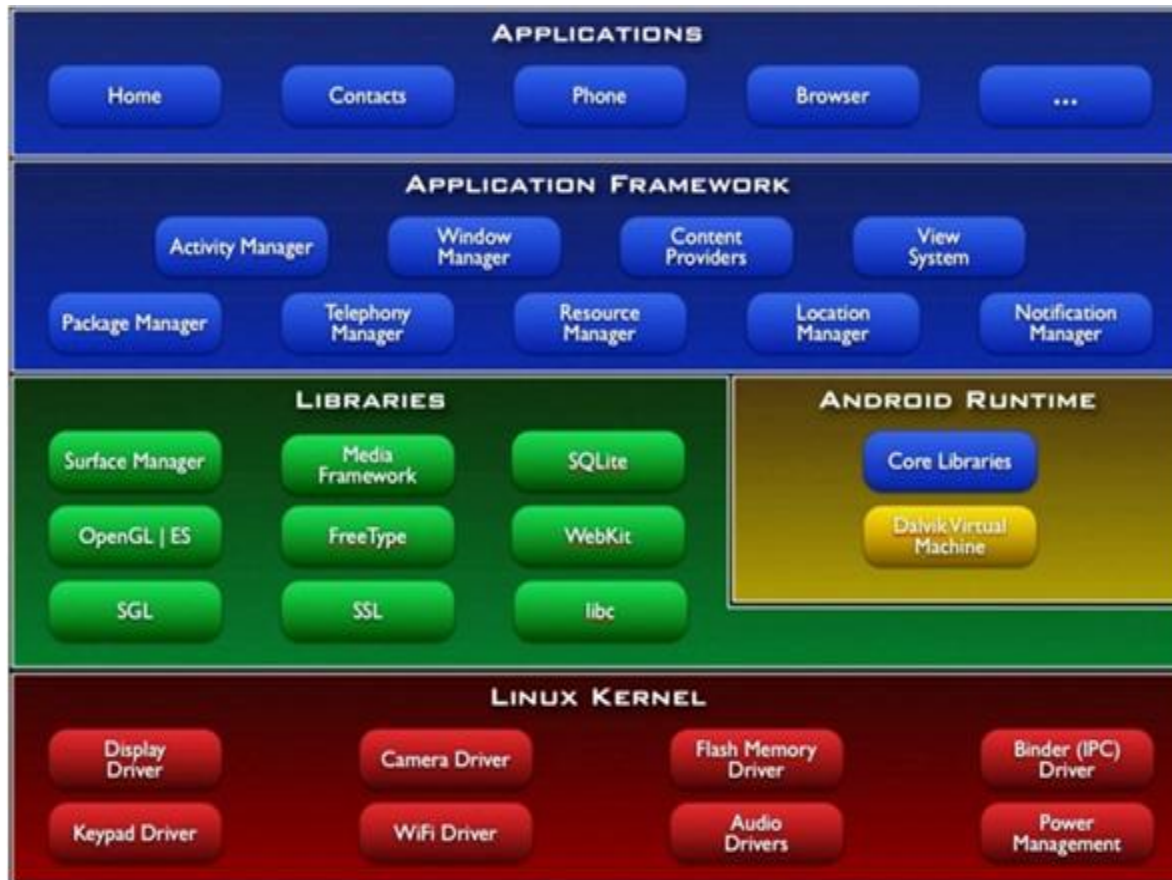 APPLICATIONS
Home
Contacts
Phone
Browser
...
APPLICATION FRAMEWORK
Activity Manager
Window
Manager
Content
Providers
View
System
Package Manager
Telephony
Manager
Resource
Manager
Location
Manager
Notification
Manager
LIBRARIES
Surface Manager
Media
Framework
SQLite
OpenGL | ES
FreeType
WebKit
SGL
SSL
libc
ANDROID RUNTIME
Core Libraries
Dalvik Virtual
Machine
LINUX KERNEL
Display
Driver
Camera Driver
Flash Memory
Driver
Binder (IPC)
Driver
Keypad Driver
WiFi Driver
Audio
Drivers
Power
Management